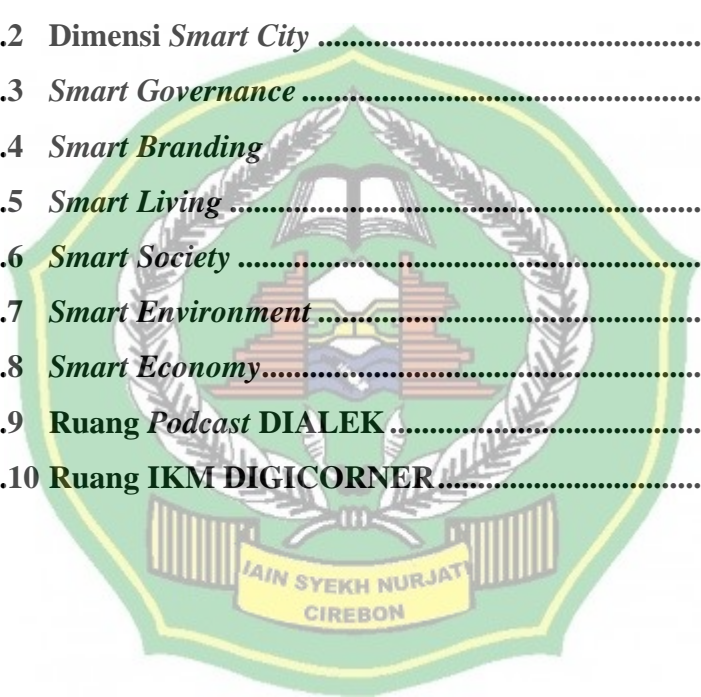 .2 Dimensi Smart City ........................................................
.3 Smart Governance ..........................................................
.4 Smart Branding
.5 Smart Living ....................................................................
.6 Smart Society ...................................................................
.7 Smart Environment ........................................................
.8 Smart Economy................................................................
.9 Ruang Podcast DIALEK ..............................................
.10 Ruang IKM DIGICORNER.......................................
IAIN SYEKH NURJATI
CIREBON